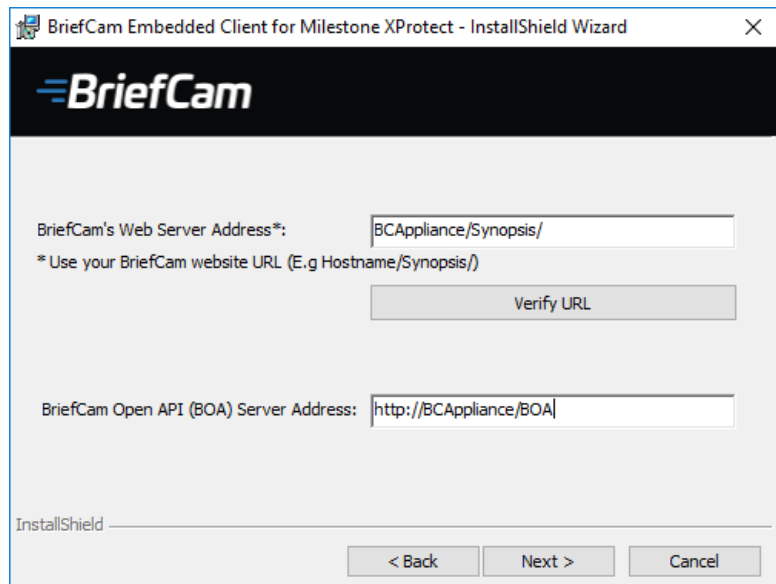 BriefCam Embedded Client for Milestone XProtect - InstallShield Wizard
BriefCam
BriefCam's Web Server Address*:
BCAppliance/Synopsis/
* Use your BriefCam website URL (E.g Hostname/Synopsis/)
Verify URL
BriefCam Open API (BOA) Server Address:
http://BCAppliance/BOA
InstallShield
< Back
Next >
Cancel